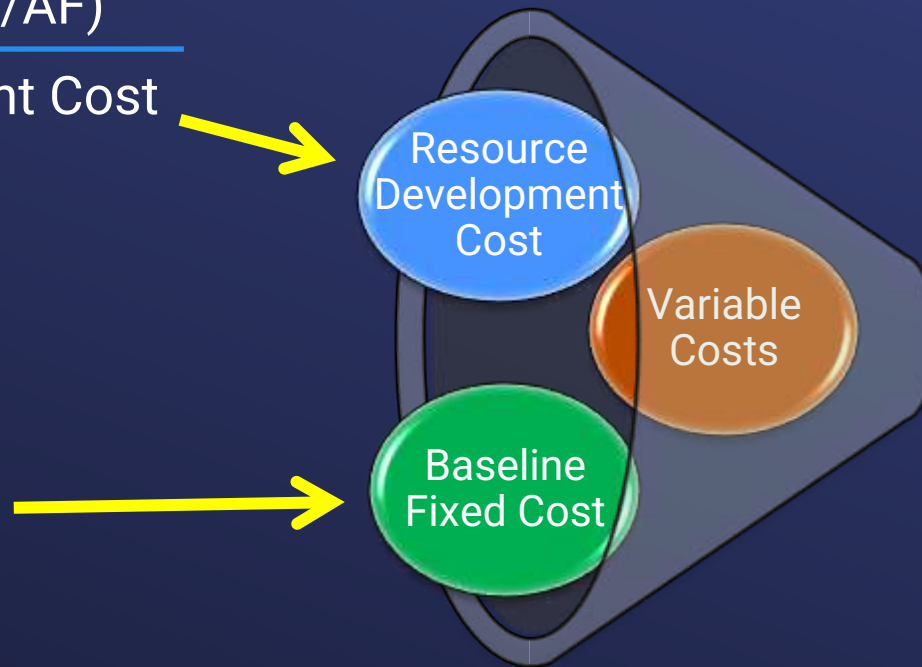 /AF)
nt Cost
Resource
Development
Cost
Variable
Costs
Baseline
Fixed Cost